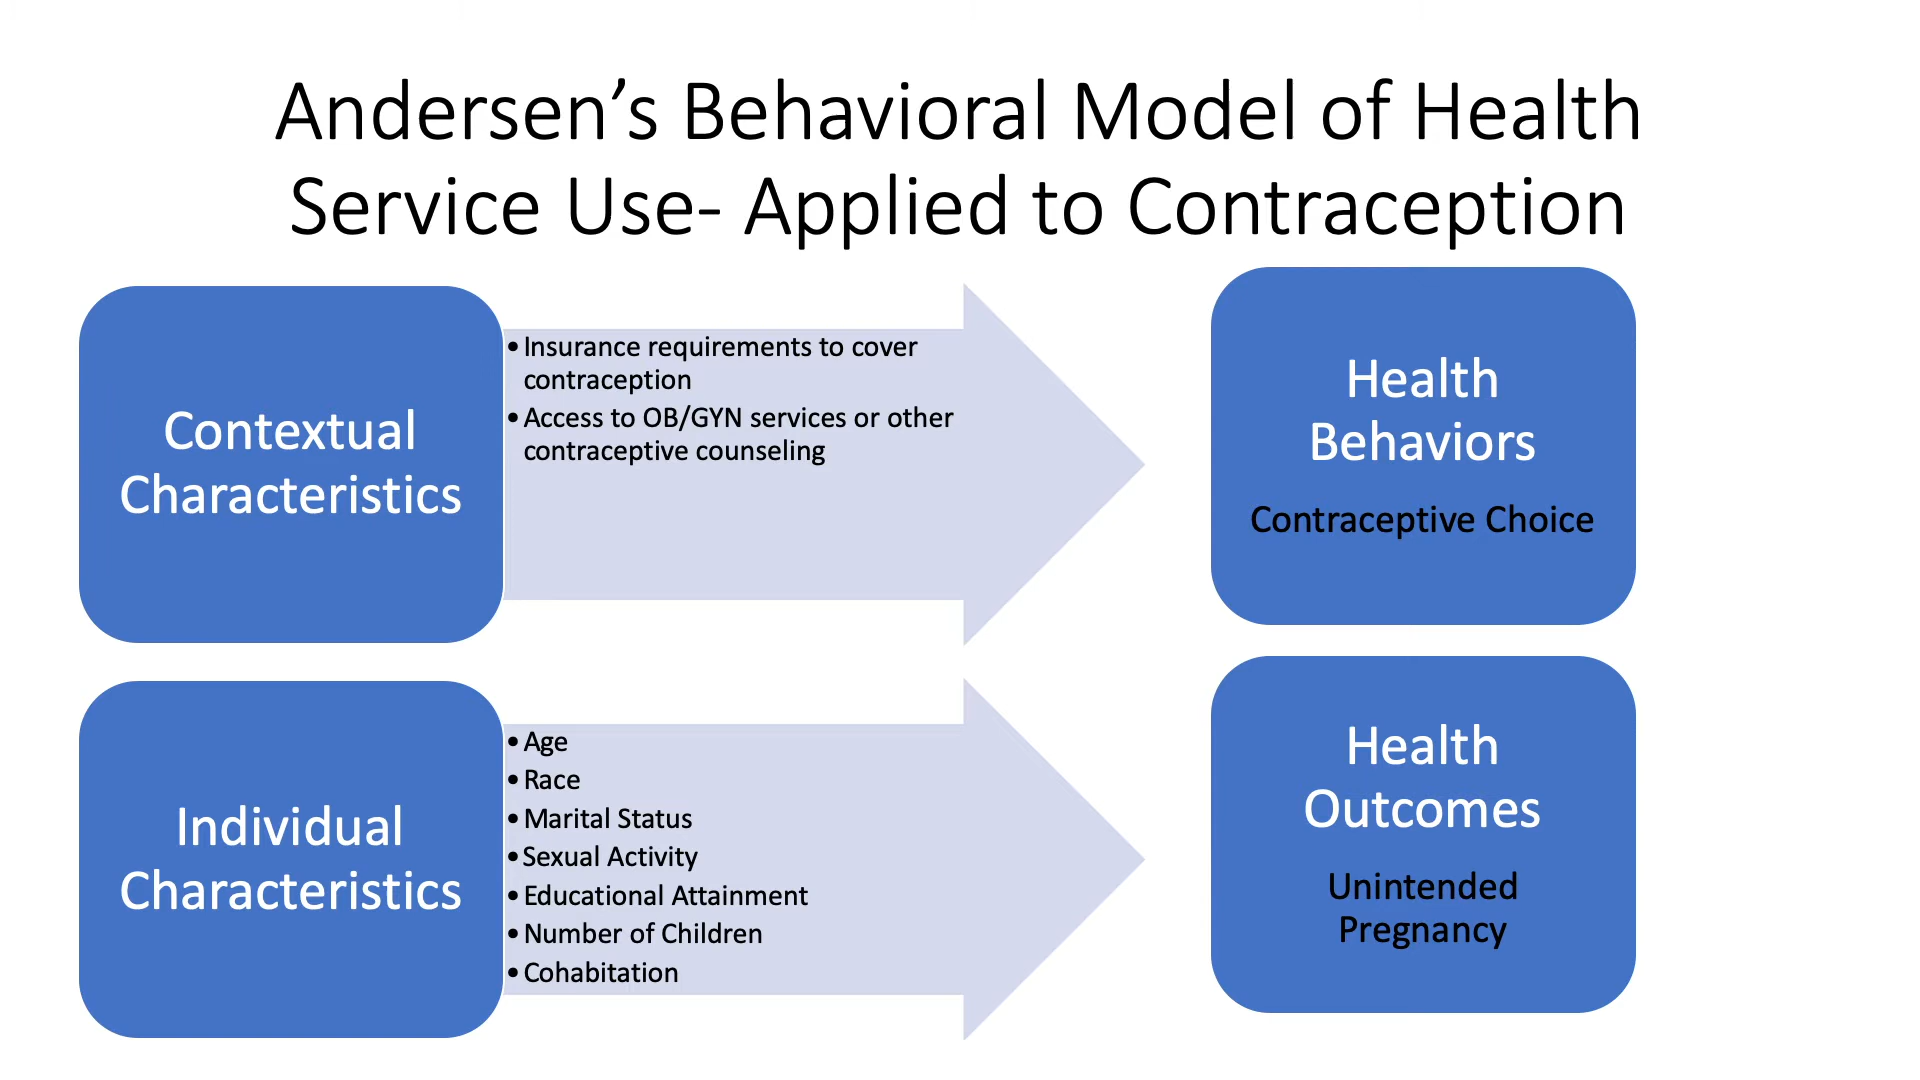 Andersen’s Behavioral Model of Health
Service Use- Applied to Contraception
Contextual
Characteristics
•Insurance requirements to cover
contraception
•Access to OB/GYN services or other
contraceptive counseling
Health
Behaviors
Contraceptive Choice
Individual
Characteristics
•Age
•Race
•Marital Status
•Sexual Activity
•Educational Attainment
•Number of Children
•Cohabitation
Health
Outcomes
Unintended
Pregnancy